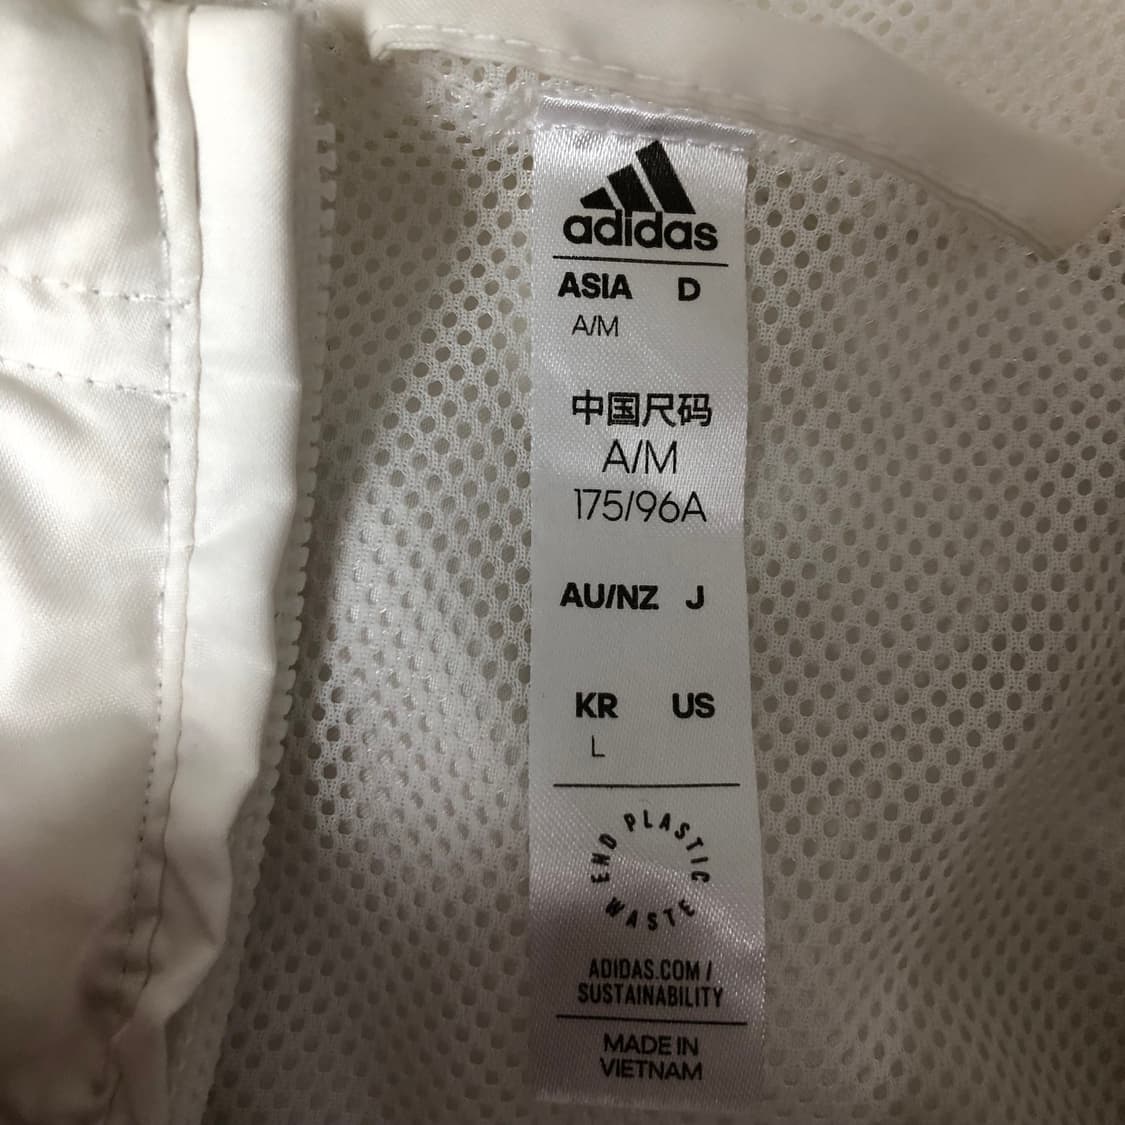 adidas
ASIA D
A/M
中国尺码
A/M
175/96A
AU/NZ J
KR US
L
END PLASTIC WASTE
ADIDAS.COM /
SUSTAINABILITY
MADE IN
VIETNAM